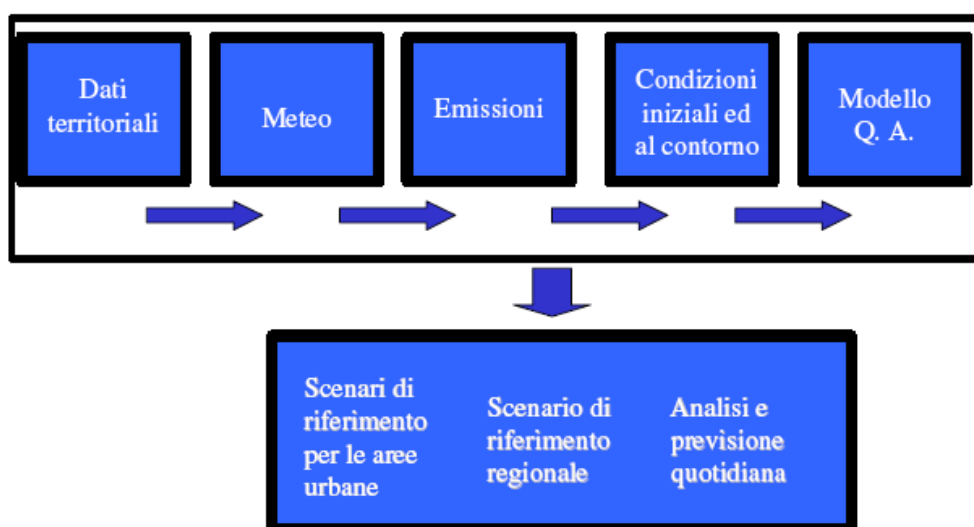 Dati
territoriali
Meteo
Emissioni
Condizioni
iniziali ed
al contorno
Modello
Q. A.
Scenari di
riferimento
per le aree
urbane
Scenario di
riferimento
regionale
Analisi e
previsione
quotidiana